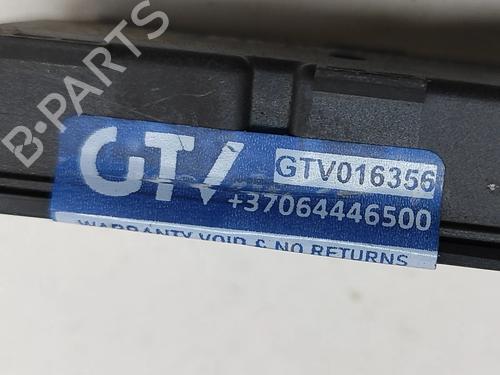 B-PARTS
GTV
GTV016356
+37064446500
WARRANTY VOID & NO RETURNS